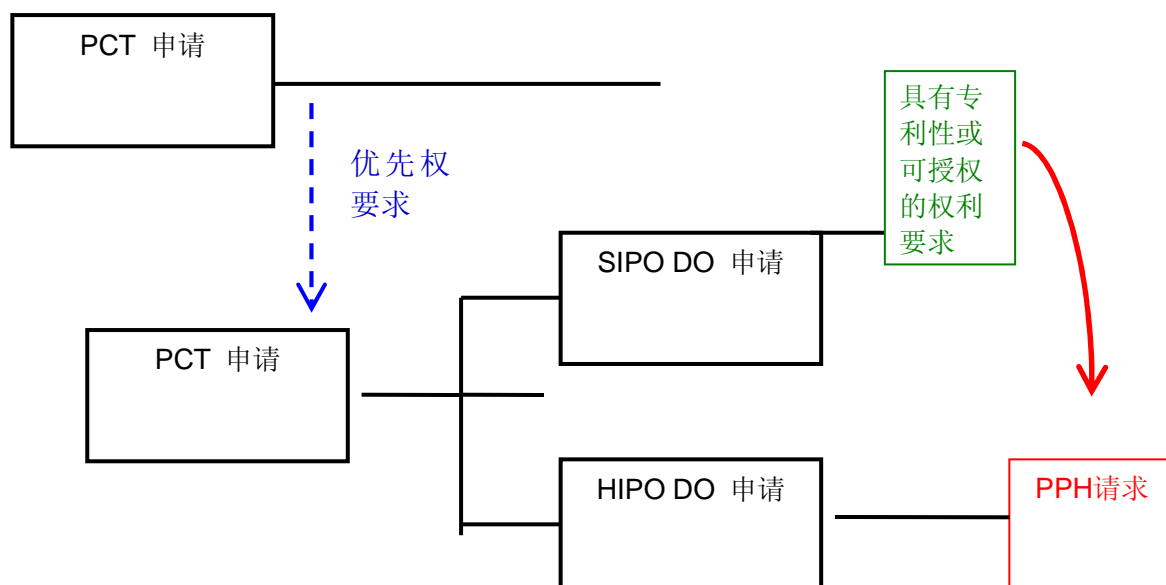 PCT 申请
具有专
利性或
可授权
的权利
要求
优先权
要求
SIPO DO 申请
PCT 申请
HIPO DO 申请
PPH请求